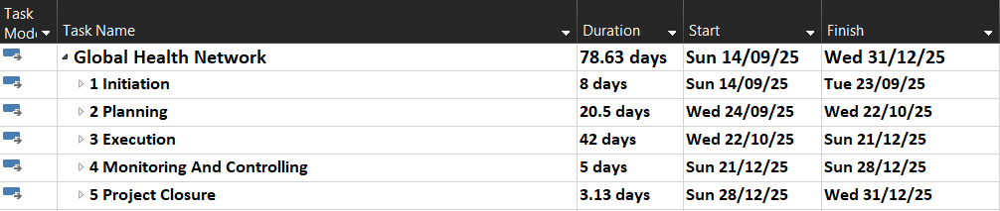 Task Mode Task Name Duration Start Finish
Global Health Network 78.63 days Sun 14/09/25 Wed 31/12/25
1 Initiation 8 days Sun 14/09/25 Tue 23/09/25
2 Planning 20.5 days Wed 24/09/25 Wed 22/10/25
3 Execution 42 days Wed 22/10/25 Sun 21/12/25
4 Monitoring And Controlling 5 days Sun 21/12/25 Sun 28/12/25
5 Project Closure 3.13 days Sun 28/12/25 Wed 31/12/25